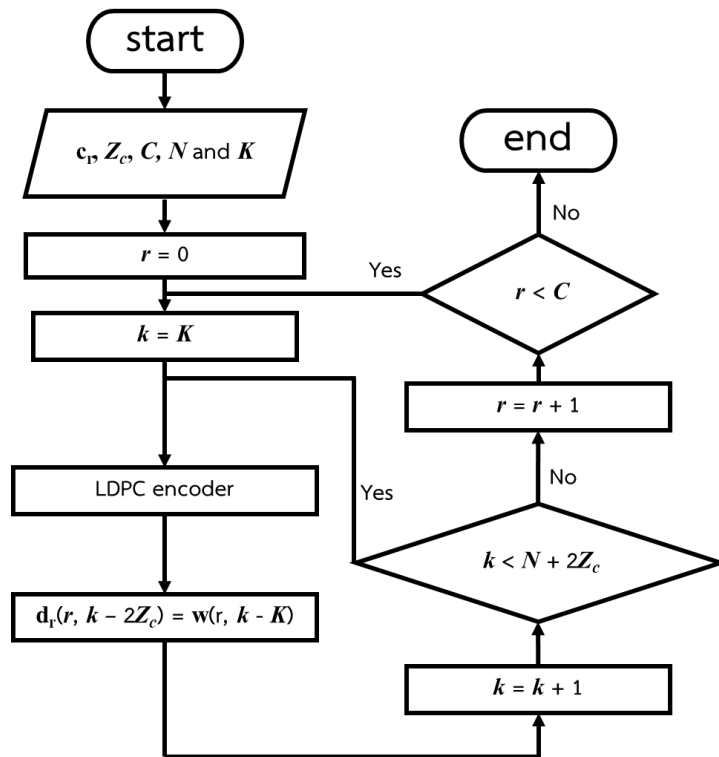 start
c_r, Z_c, C, N and K
r = 0
k = K
LDPC encoder
d_r(r, k – 2Z_c) = w(r, k - K)
k = k + 1
k < N + 2Z_c
Yes
No
r = r + 1
r < C
Yes
No
end